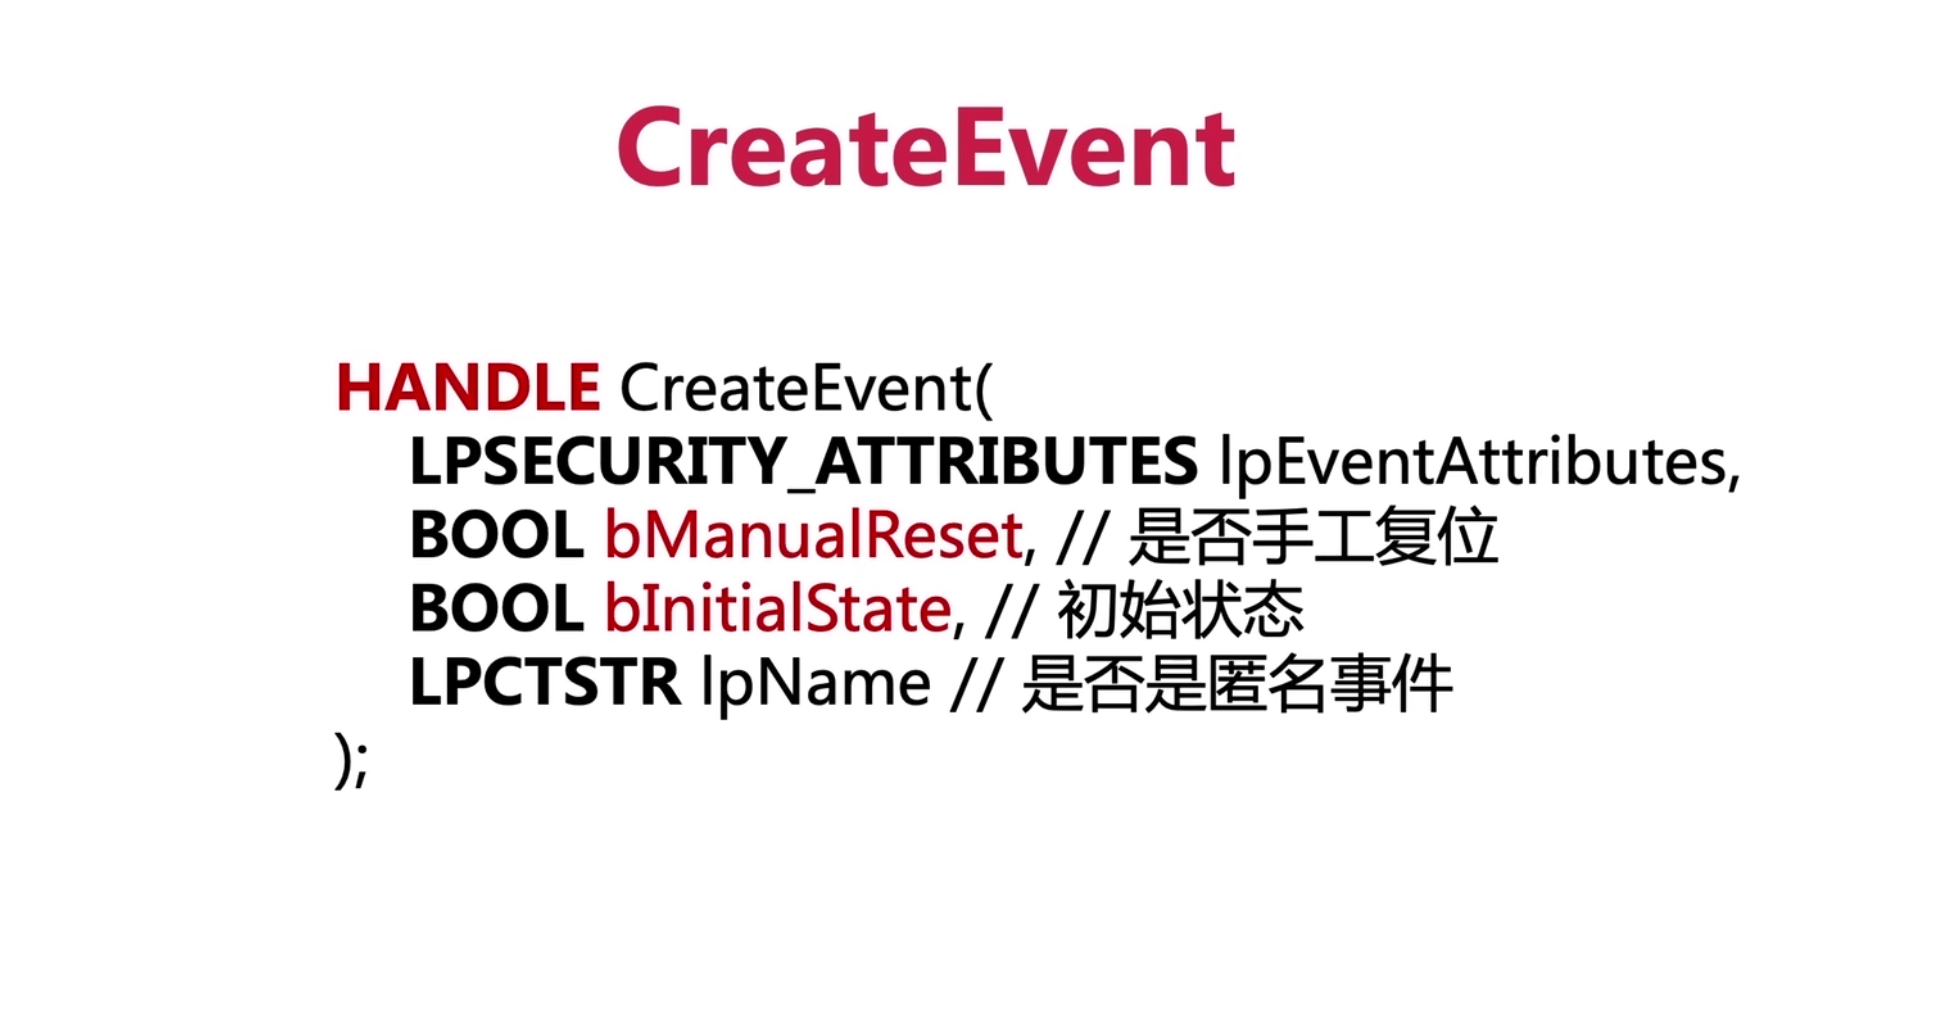 CreateEvent
HANDLE CreateEvent(
LPSECURITY_ATTRIBUTES lpEventAttributes,
BOOL bManualReset, // 是否手工复位
BOOL bInitialState, // 初始状态
LPCTSTR lpName // 是否是匿名事件
);